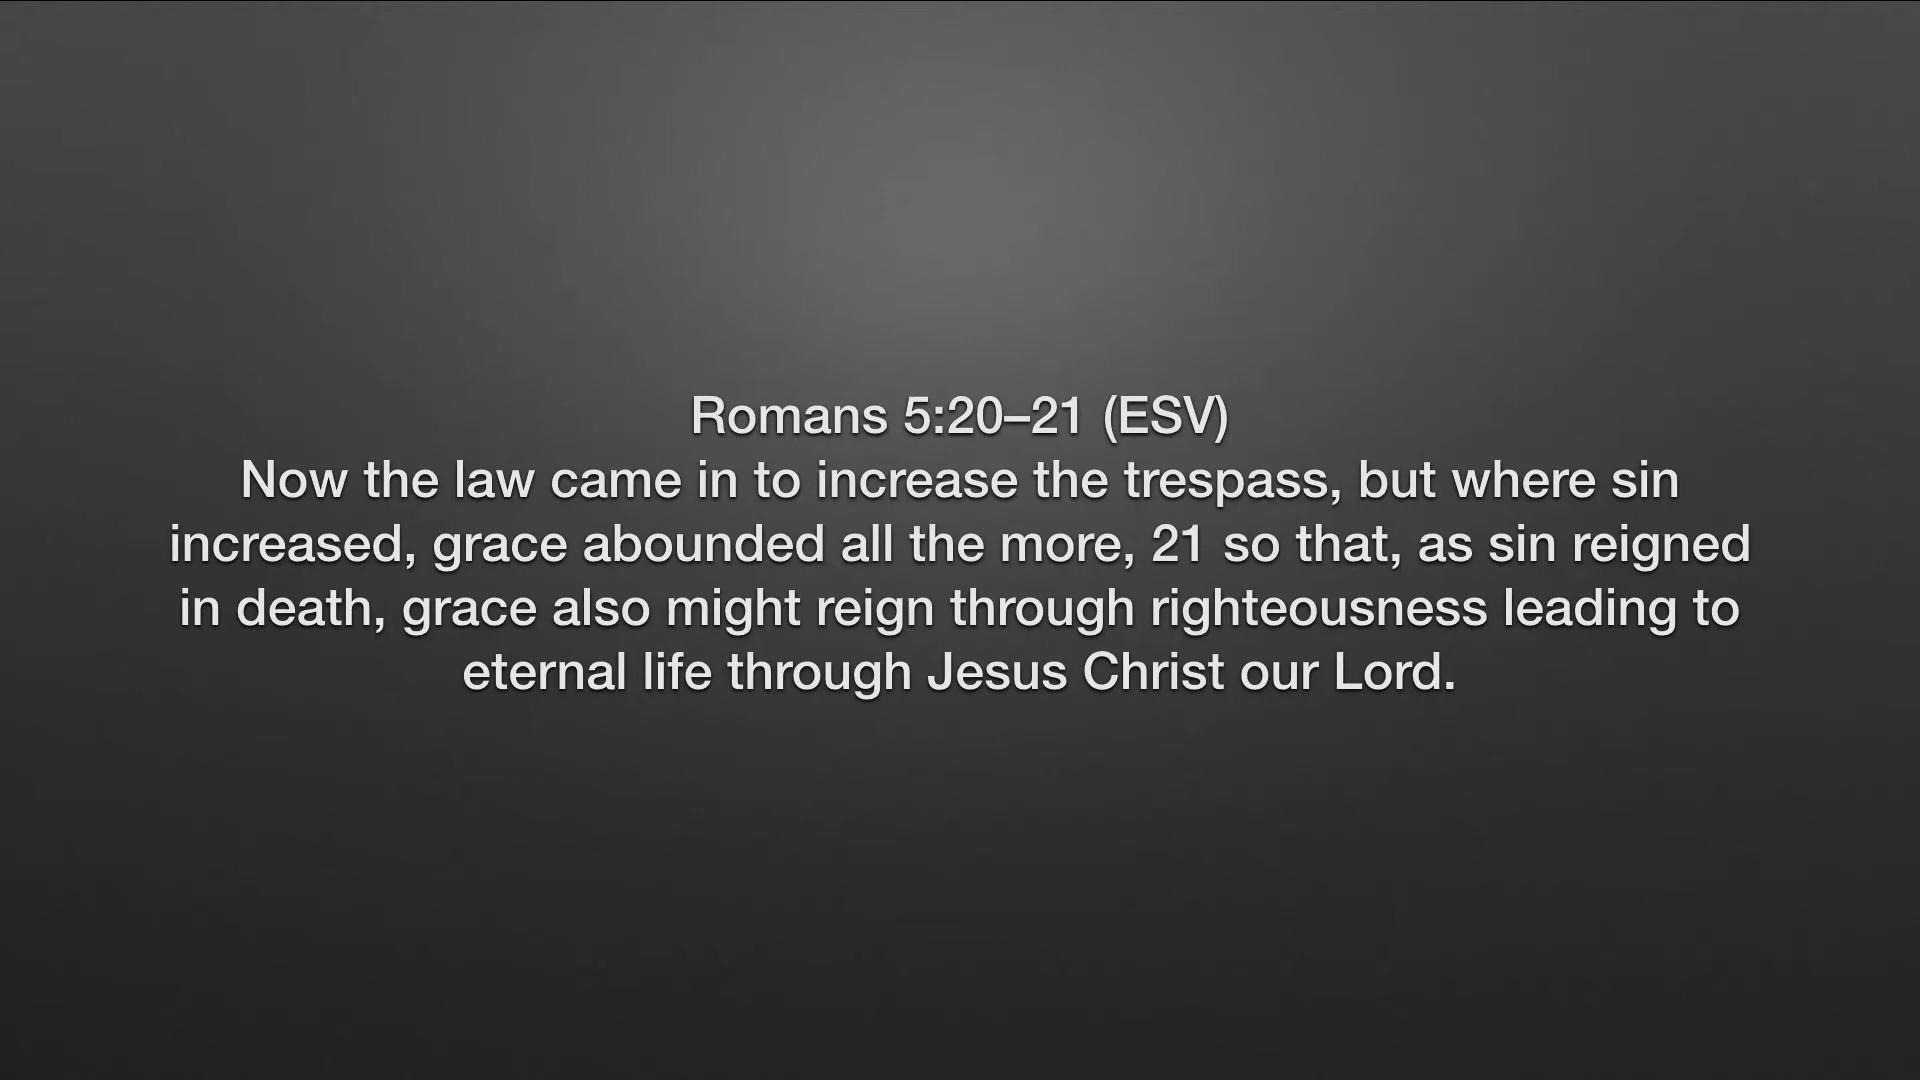 Romans 5:20–21 (ESV)
Now the law came in to increase the trespass, but where sin
increased, grace abounded all the more, 21 so that, as sin reigned
in death, grace also might reign through righteousness leading to
eternal life through Jesus Christ our Lord.